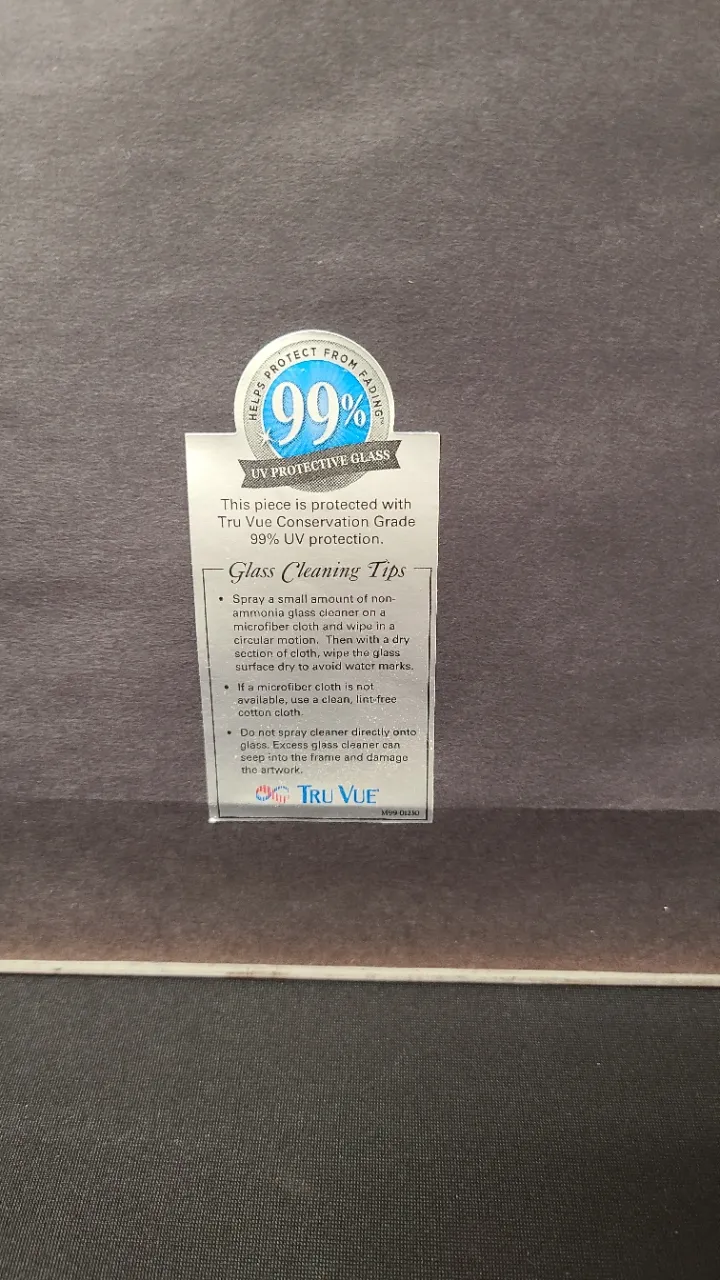 HELPS PROTECT FROM FADING™
99%
UV PROTECTIVE GLASS
This piece is protected with
Tru Vue Conservation Grade
99% UV protection.
Glass Cleaning Tips
• Spray a small amount of non-
ammonia glass cleaner on a
microfiber cloth and wipe in a
circular motion. Then with a dry
section of cloth, wipe the glass
surface dry to avoid water marks.
• If a microfiber cloth is not
available, use a clean, lint-free
cotton cloth.
• Do not spray cleaner directly onto
glass. Excess glass cleaner can
seep into the frame and damage
the artwork.
TRU VUE